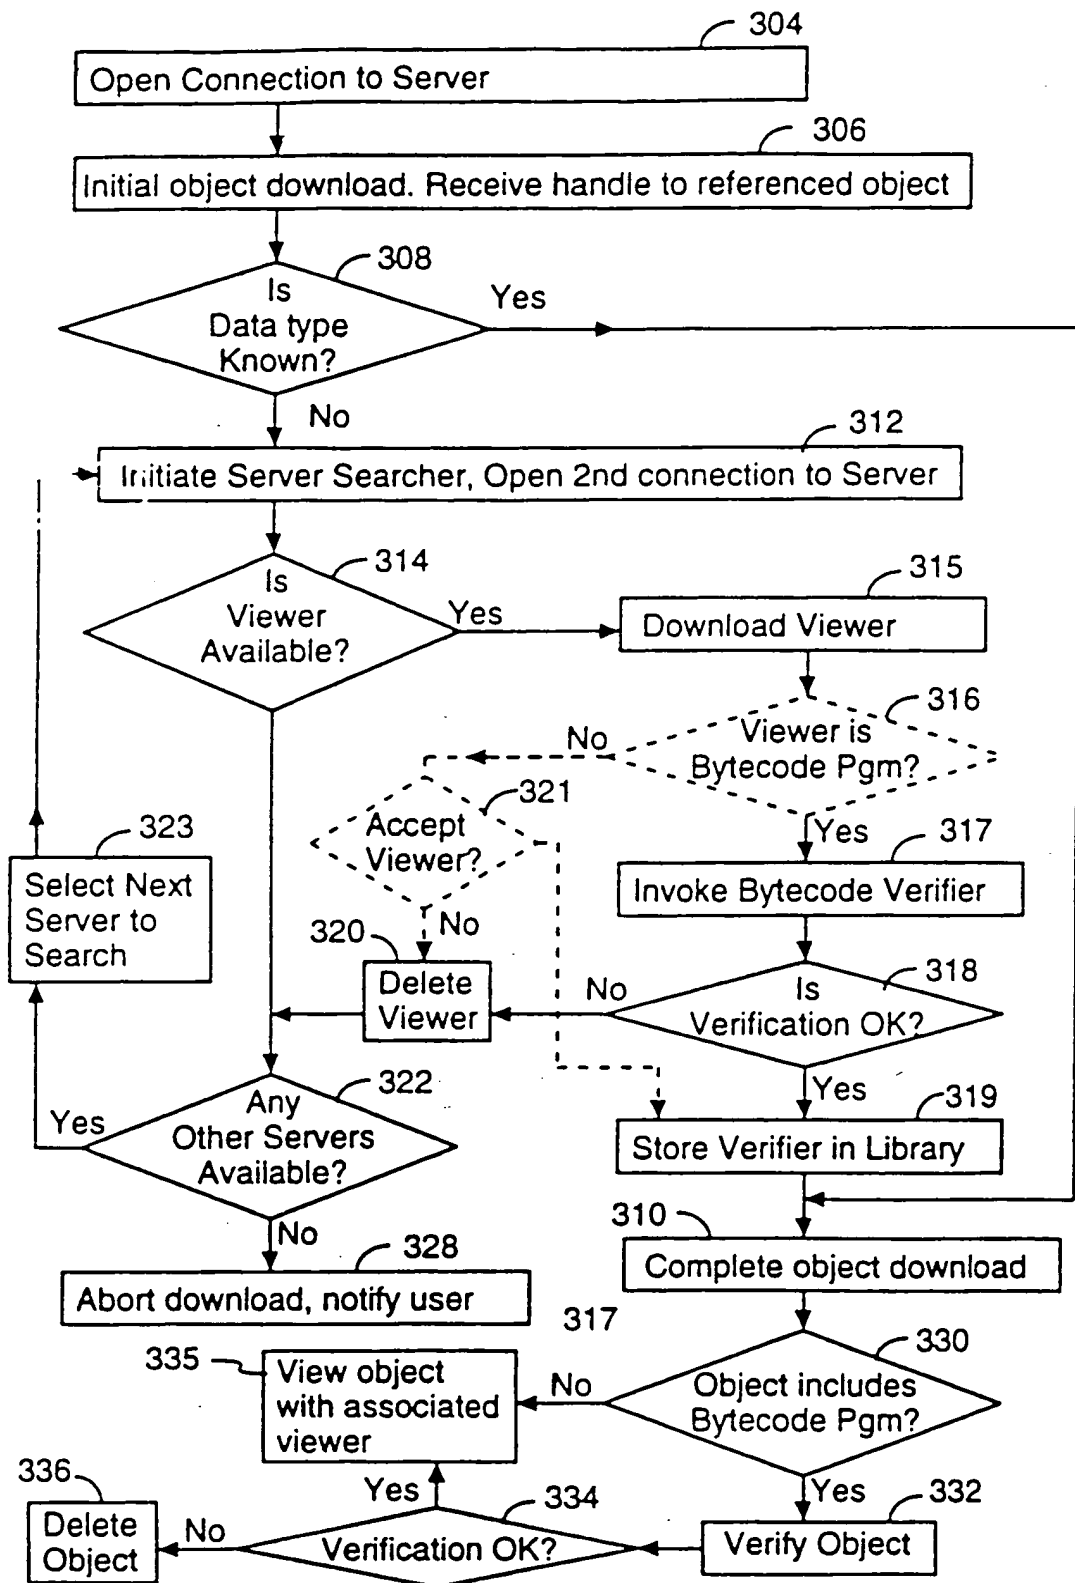 304
Open Connection to Server
306
Initial object download. Receive handle to referenced object
308
Is
Data type
Known?
Yes
No
312
Initiate Server Searcher, Open 2nd connection to Server
314
Is
Viewer
Available?
Yes
315
Download Viewer
316
Viewer is
Bytecode Pgm?
No
Yes
321
Accept
Viewer?
No
323
Select Next
Server to
Search
317
Invoke Bytecode Verifier
320
Delete
Viewer
318
Is
Verification OK?
No
Yes
322
Any
Other Servers
Available?
Yes
No
319
Store Verifier in Library
310
Complete object download
328
Abort download, notify user
317
330
Object includes
Bytecode Pgm?
No
Yes
335
View object
with associated
viewer
332
Verify Object
334
Verification OK?
Yes
No
336
Delete
Object